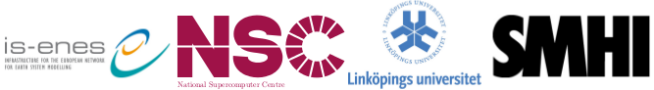 is-enes
INFRASTRUCTURE FOR THE EUROPEAN NETWORK
FOR EARTH SYSTEM MODELLING
NSC
National Supercomputer Centre
LINKÖPINGS UNIVERSITET
Linköpings universitet
SMHI